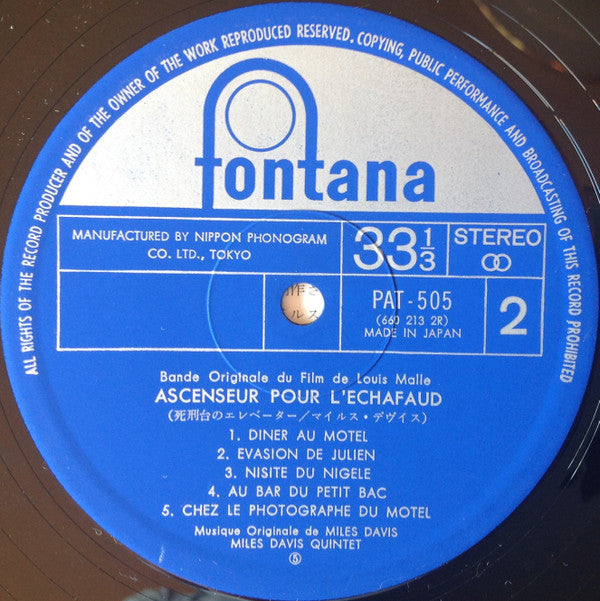 ALL RIGHTS OF THE RECORD PRODUCER AND OF THE OWNER OF THE WORK REPRODUCED RESERVED. COPYING, PUBLIC PERFORMANCE AND BROADCASTING OF THIS RECORD PROHIBITED
fontana
MANUFACTURED BY NIPPON PHONOGRAM
CO. LTD., TOKYO
33 1/3
STEREO
PAT-505
(660 213 2R)
MADE IN JAPAN
2
Bande Originale du Film de Louis Malle
ASCENSEUR POUR L'ECHAFAUD
(死刑台のエレベーター/マイルス・デヴイス)
1. DINER AU MOTEL
2. EVASION DE JULIEN
3. NISITE DU NIGELE
4. AU BAR DU PETIT BAC
5. CHEZ LE PHOTOGRAPHE DU MOTEL
Musique Originale de MILES DAVIS
MILES DAVIS QUINTET
⑤